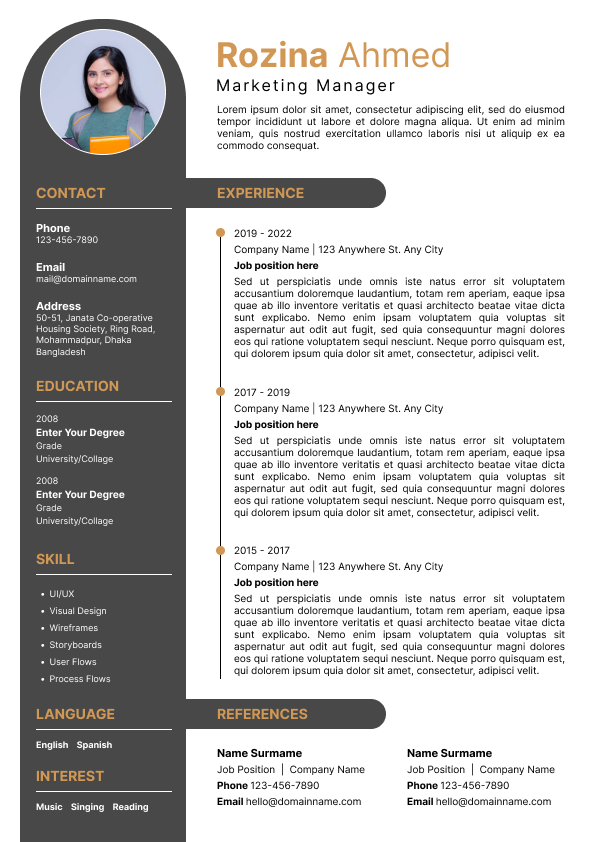 Rozina Ahmed
Marketing Manager
Lorem ipsum dolor sit amet, consectetur adipiscing elit, sed do eiusmod
tempor incididunt ut labore et dolore magna aliqua. Ut enim ad minim
veniam, quis nostrud exercitation ullamco laboris nisi ut aliquip ex ea
commodo consequat.
CONTACT
Phone
123-456-7890
Email
mail@domainname.com
Address
50-51, Janata Co-operative
Housing Society, Ring Road,
Mohammadpur, Dhaka
Bangladesh
EDUCATION
2008
Enter Your Degree
Grade
University/Collage
2008
Enter Your Degree
Grade
University/Collage
SKILL
• UI/UX
• Visual Design
• Wireframes
• Storyboards
• User Flows
• Process Flows
LANGUAGE
English Spanish
INTEREST
Music Singing Reading
EXPERIENCE
2019 - 2022
Company Name | 123 Anywhere St. Any City
Job position here
Sed ut perspiciatis unde omnis iste natus error sit voluptatem
accusantium doloremque laudantium, totam rem aperiam, eaque ipsa
quae ab illo inventore veritatis et quasi architecto beatae vitae dicta
sunt explicabo. Nemo enim ipsam voluptatem quia voluptas sit
aspernatur aut odit aut fugit, sed quia consequuntur magni dolores
eos qui ratione voluptatem sequi nesciunt. Neque porro quisquam est,
qui dolorem ipsum quia dolor sit amet, consectetur, adipisci velit.
2017 - 2019
Company Name | 123 Anywhere St. Any City
Job position here
Sed ut perspiciatis unde omnis iste natus error sit voluptatem
accusantium doloremque laudantium, totam rem aperiam, eaque ipsa
quae ab illo inventore veritatis et quasi architecto beatae vitae dicta
sunt explicabo. Nemo enim ipsam voluptatem quia voluptas sit
aspernatur aut odit aut fugit, sed quia consequuntur magni dolores
eos qui ratione voluptatem sequi nesciunt. Neque porro quisquam est,
qui dolorem ipsum quia dolor sit amet, consectetur, adipisci velit.
2015 - 2017
Company Name | 123 Anywhere St. Any City
Job position here
Sed ut perspiciatis unde omnis iste natus error sit voluptatem
accusantium doloremque laudantium, totam rem aperiam, eaque ipsa
quae ab illo inventore veritatis et quasi architecto beatae vitae dicta
sunt explicabo. Nemo enim ipsam voluptatem quia voluptas sit
aspernatur aut odit aut fugit, sed quia consequuntur magni dolores
eos qui ratione voluptatem sequi nesciunt. Neque porro quisquam est,
qui dolorem ipsum quia dolor sit amet, consectetur, adipisci velit.
REFERENCES
Name Surname
Job Position | Company Name
Phone 123-456-7890
Email hello@domainname.com
Name Surname
Job Position | Company Name
Phone 123-456-7890
Email hello@domainname.com